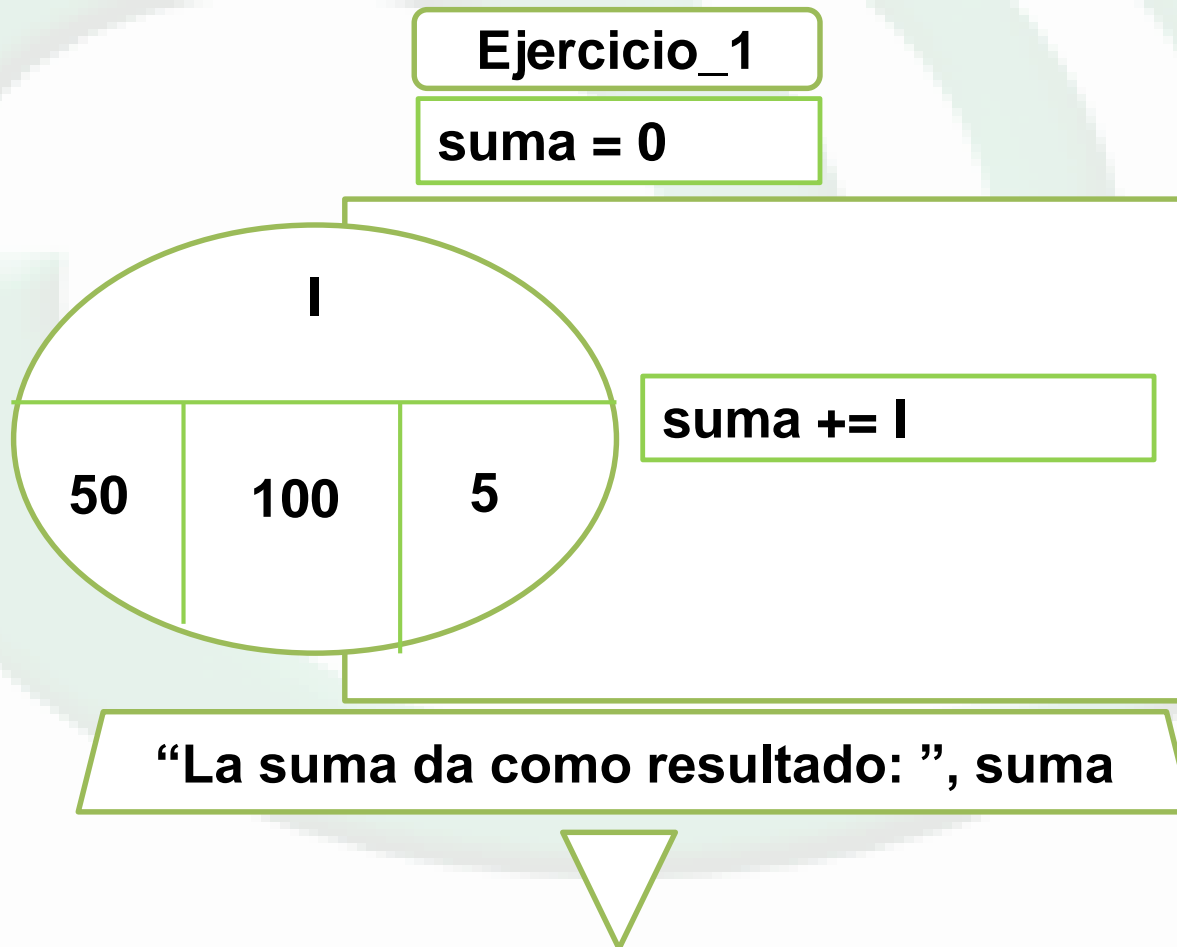 Ejercicio_1
suma = 0
I
suma += I
50 100 5
“La suma da como resultado: ”, suma